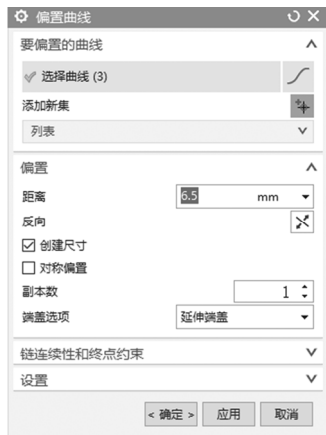 偏置曲线
要偏置的曲线
选择曲线 (3)
添加新集
列表
偏置
距离 6.5 mm
反向
创建尺寸
对称偏置
副本数 1
端盖选项 延伸端盖
链连续性和终点约束
设置
< 确定 > 应用 取消